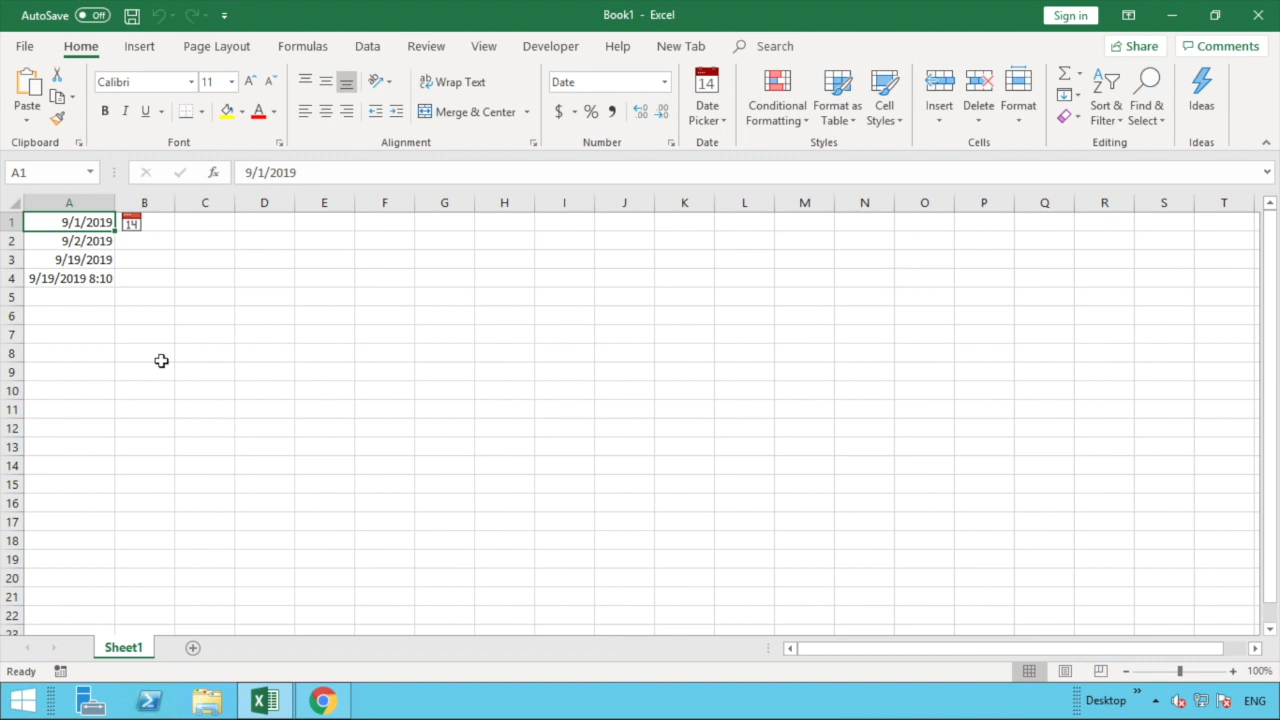 AutoSave Off
Book1 - Excel
Sign in
File Home Insert Page Layout Formulas Data Review View Developer Help New Tab Search Share Comments
Calibri 11 Wrap Text Date
Paste
B I U Merge & Center $ % , Date Picker Conditional Formatting Format as Table Cell Styles Insert Delete Format Sort & Filter Find & Select Ideas
14
Clipboard Font Alignment Number Date Styles Cells Editing Ideas
A1 fx 9/1/2019
A B C D E F G H I J K L M N O P Q R S T
1 9/1/2019 14
2 9/2/2019
3 9/19/2019
4 9/19/2019 8:10
5
6
7
8
9
10
11
12
13
14
15
16
17
18
19
20
21
22
23
Sheet1
Ready 100%
Desktop ENG